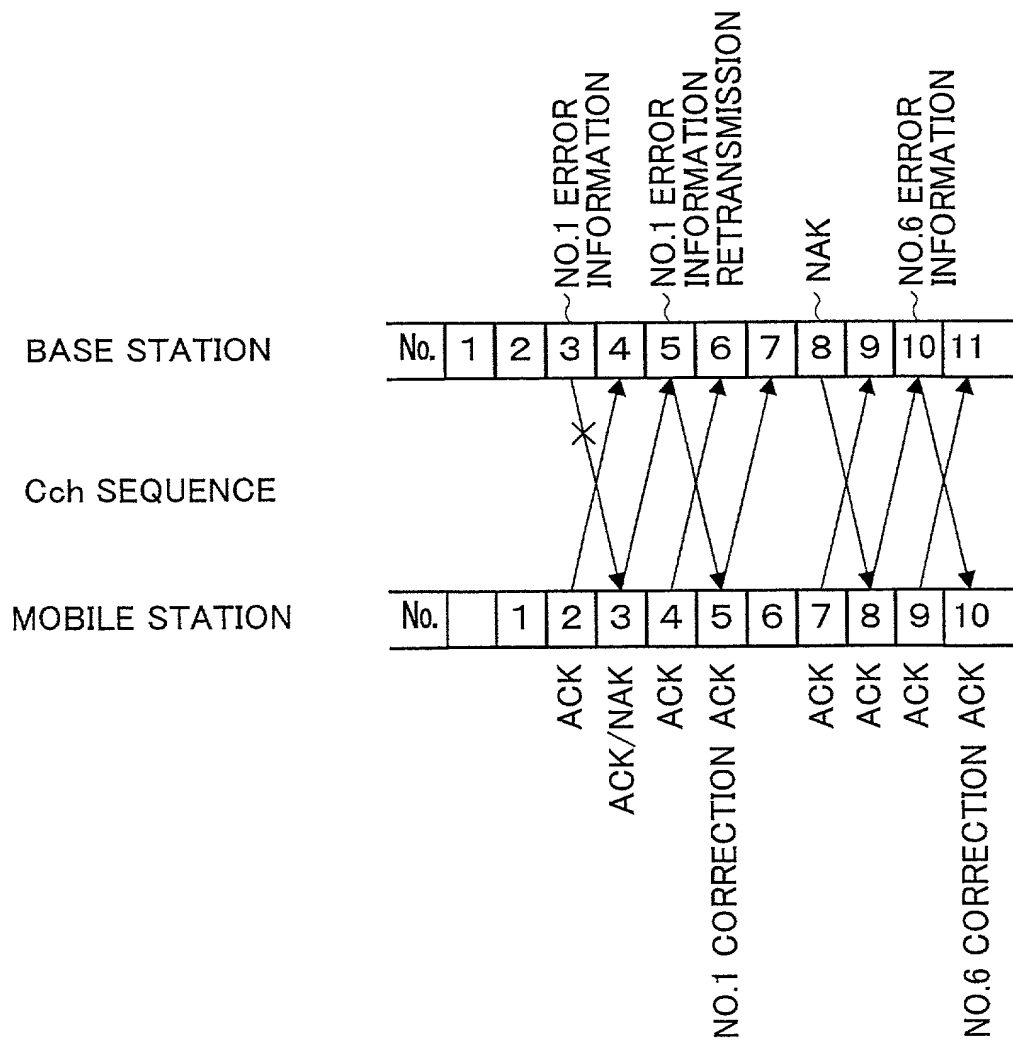 NO.1 ERROR
INFORMATION
NO.1 ERROR
INFORMATION
RETRANSMISSION
NAK
NO.6 ERROR
INFORMATION
BASE STATION
No. 1 2 3 4 5 6 7 8 9 10 11
Cch SEQUENCE
MOBILE STATION
No. 1 2 3 4 5 6 7 8 9 10
ACK
ACK/NAK
ACK
NO.1 CORRECTION ACK
ACK
ACK
ACK
NO.6 CORRECTION ACK